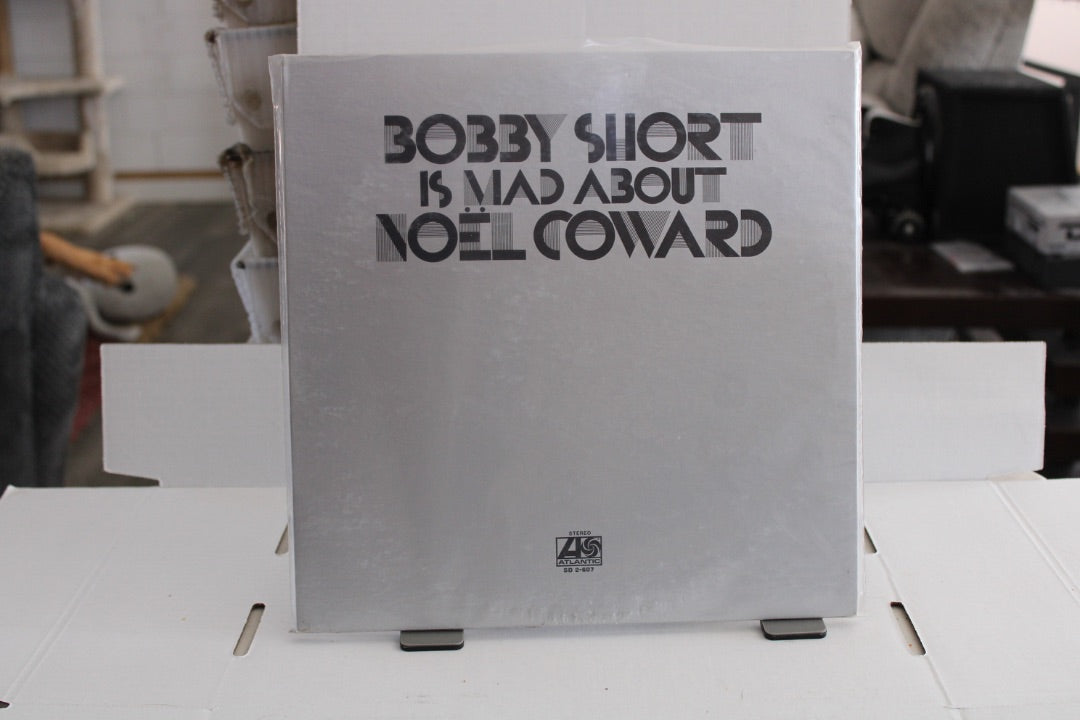 BOBBY SHORT
IS MAD ABOUT
NOËL COWARD
STEREO
ATLANTIC
SD 2-607